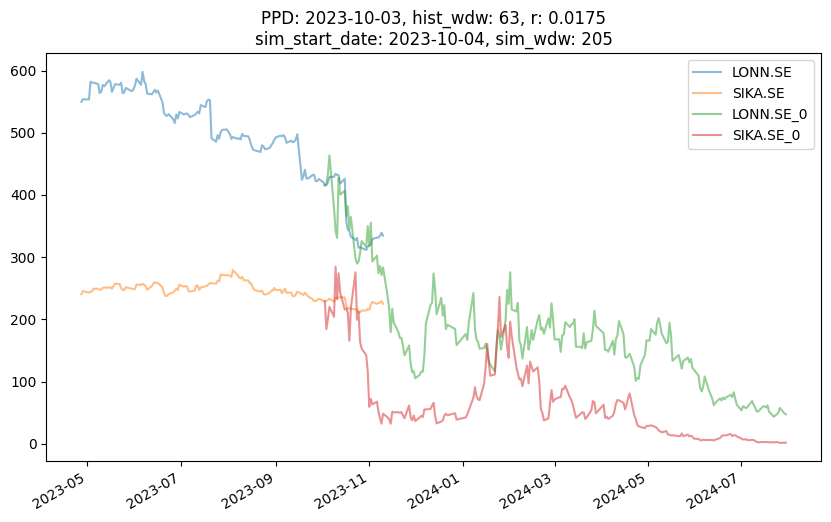 PPD: 2023-10-03, hist_wdw: 63, r: 0.0175
sim_start_date: 2023-10-04, sim_wdw: 205
LONN.SE
SIKA.SE
LONN.SE_0
SIKA.SE_0
600
500
400
300
200
100
0
2023-05
2023-07
2023-09
2023-11
2024-01
2024-03
2024-05
2024-07